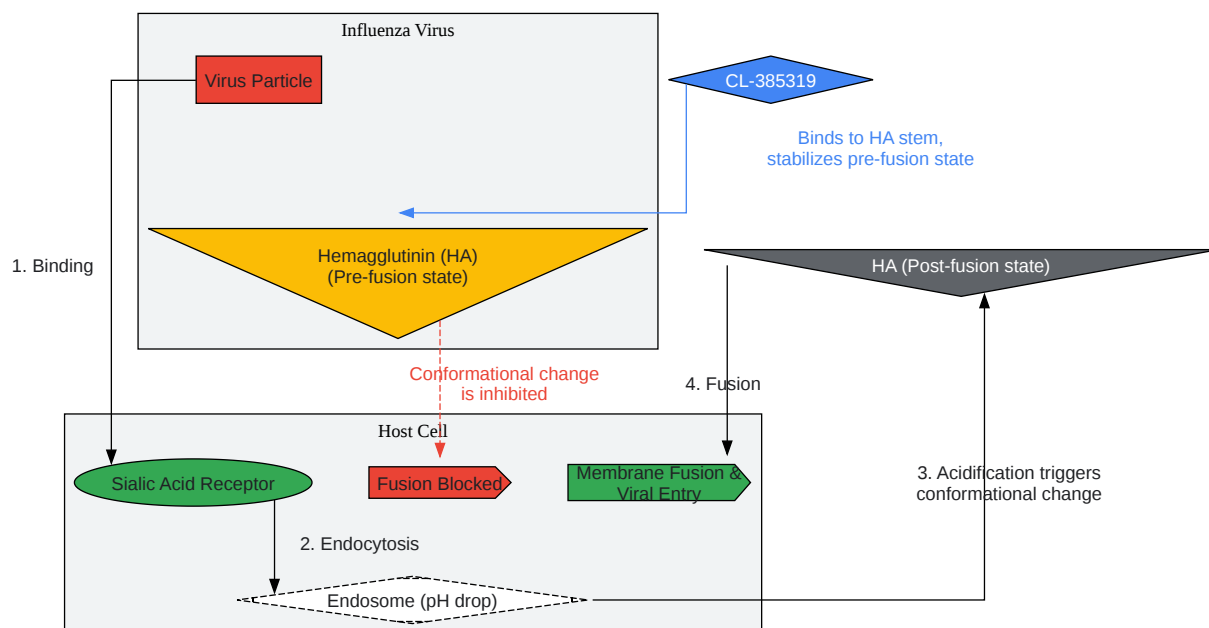 Influenza Virus
Virus Particle
CL-385319
Binds to HA stem,
stabilizes pre-fusion state
Hemagglutinin (HA)
(Pre-fusion state)
1. Binding
HA (Post-fusion state)
Conformational change
is inhibited
4. Fusion
Host Cell
Sialic Acid Receptor
Fusion Blocked
Membrane Fusion &
Viral Entry
3. Acidification triggers
conformational change
2. Endocytosis
Endosome (pH drop)